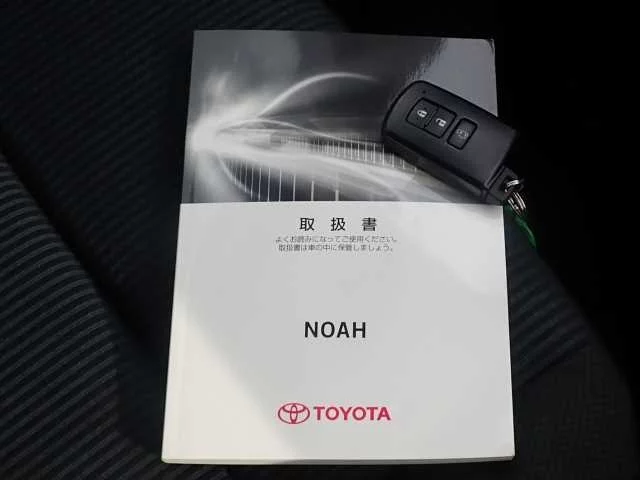 取扱書
よくお読みになってご使用ください。
取扱書は車の中に保管しましょう。
NOAH
TOYOTA